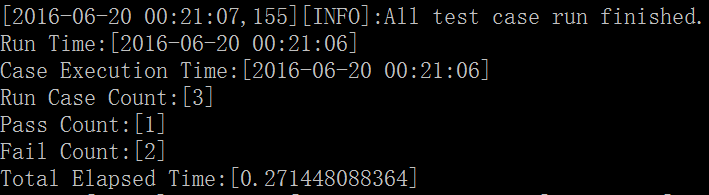 [2016-06-20 00:21:07,155][INFO]:All test case run finished.
Run Time:[2016-06-20 00:21:06]
Case Execution Time:[2016-06-20 00:21:06]
Run Case Count:[3]
Pass Count:[1]
Fail Count:[2]
Total Elapsed Time:[0.271448088364]